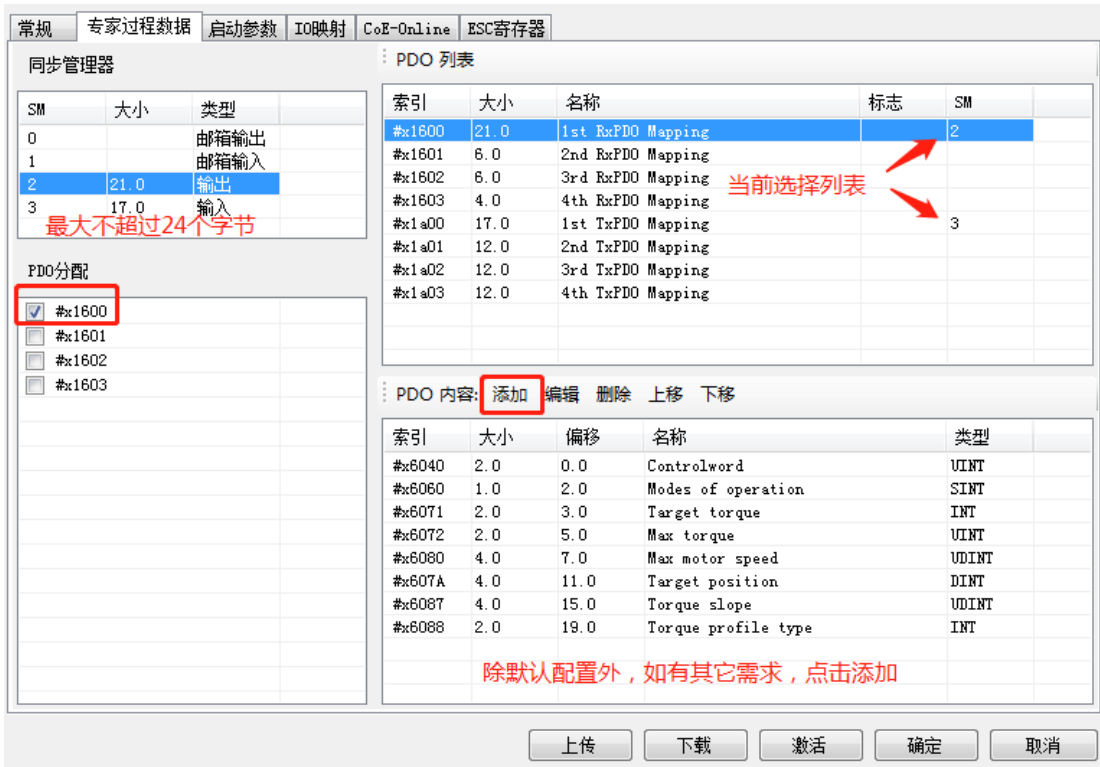 常规 专家过程数据 启动参数 IO映射 CoE-Online ESC寄存器
同步管理器
SM 大小 类型
0 邮箱输出
1 邮箱输入
2 21.0 输出
3 17.0 输入
最大不超过24个字节
PDO分配
#x1600
#x1601
#x1602
#x1603
PDO 列表
索引 大小 名称 标志 SM
#x1600 21.0 1st RxPDO Mapping 2
#x1601 6.0 2nd RxPDO Mapping
#x1602 6.0 3rd RxPDO Mapping
#x1603 4.0 4th RxPDO Mapping
#x1a00 17.0 1st TxPDO Mapping 3
#x1a01 12.0 2nd TxPDO Mapping
#x1a02 12.0 3rd TxPDO Mapping
#x1a03 12.0 4th TxPDO Mapping
当前选择列表
PDO 内容: 添加 编辑 删除 上移 下移
索引 大小 偏移 名称 类型
#x6040 2.0 0.0 Controlword UINT
#x6060 1.0 2.0 Modes of operation SINT
#x6071 2.0 3.0 Target torque INT
#x6072 2.0 5.0 Max torque UINT
#x6080 4.0 7.0 Max motor speed UDINT
#x607A 4.0 11.0 Target position DINT
#x6087 4.0 15.0 Torque slope UDINT
#x6088 2.0 19.0 Torque profile type INT
除默认配置外，如有其它需求，点击添加
上传 下载 激活 确定 取消